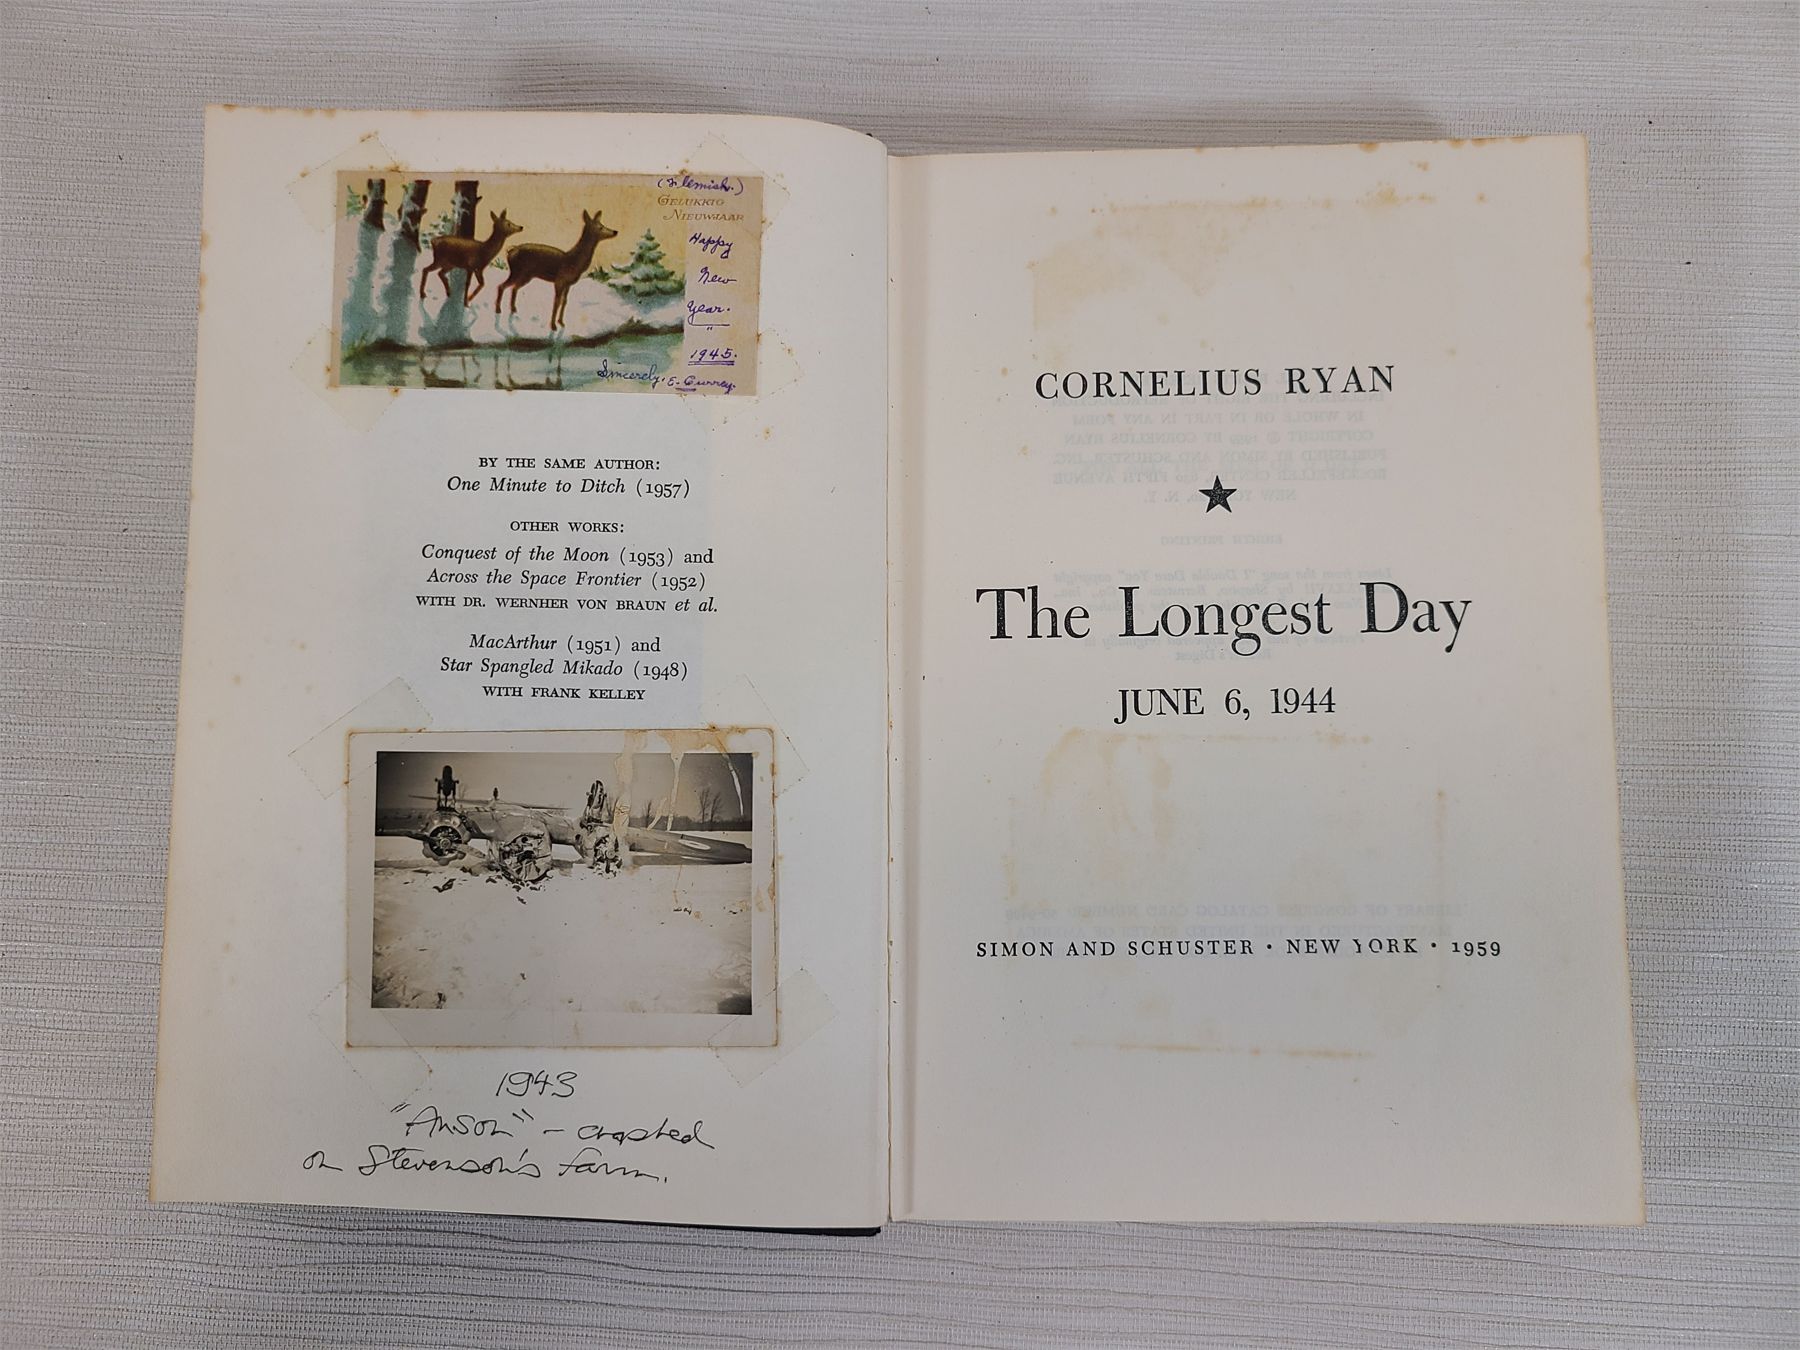 (Flemish.)
GELUKKIG
NIEUWJAAR
Happy
New
Year.
"
1945.
Sincerely. E. Currey.
BY THE SAME AUTHOR:
One Minute to Ditch (1957)
OTHER WORKS:
Conquest of the Moon (1953) and
Across the Space Frontier (1952)
WITH DR. WERNHER VON BRAUN et al.
MacArthur (1951) and
Star Spangled Mikado (1948)
WITH FRANK KELLEY
1943
"Anson" – crashed
on Stevenson's farm.
CORNELIUS RYAN
★
The Longest Day
JUNE 6, 1944
SIMON AND SCHUSTER · NEW YORK · 1959